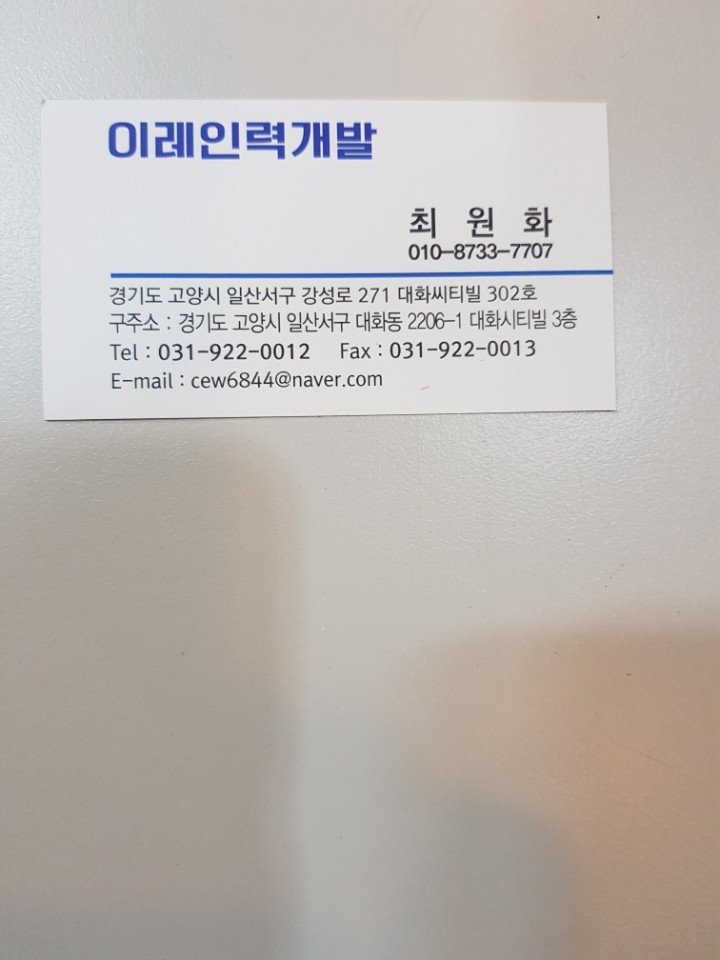 이레인력개발
최 원 화
010-8733-7707
경기도 고양시 일산서구 강성로 271 대화씨티빌 302호
구주소 : 경기도 고양시 일산서구 대화동 2206-1 대화시티빌 3층
Tel : 031-922-0012 Fax : 031-922-0013
E-mail : cew6844@naver.com